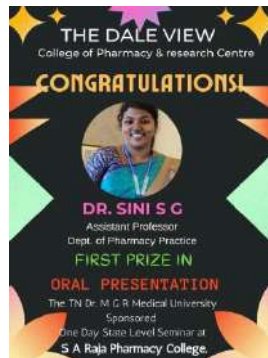 THE DALE VIEW
College of Pharmacy & research Centre
CONGRATULATIONS!
DR. SINI S G
Assistant Professor
Dept. of Pharmacy Practice
FIRST PRIZE IN
ORAL PRESENTATION
The TN Dr. M G R Medical University
Sponsored
One Day State Level Seminar at
S A Raja Pharmacy College,